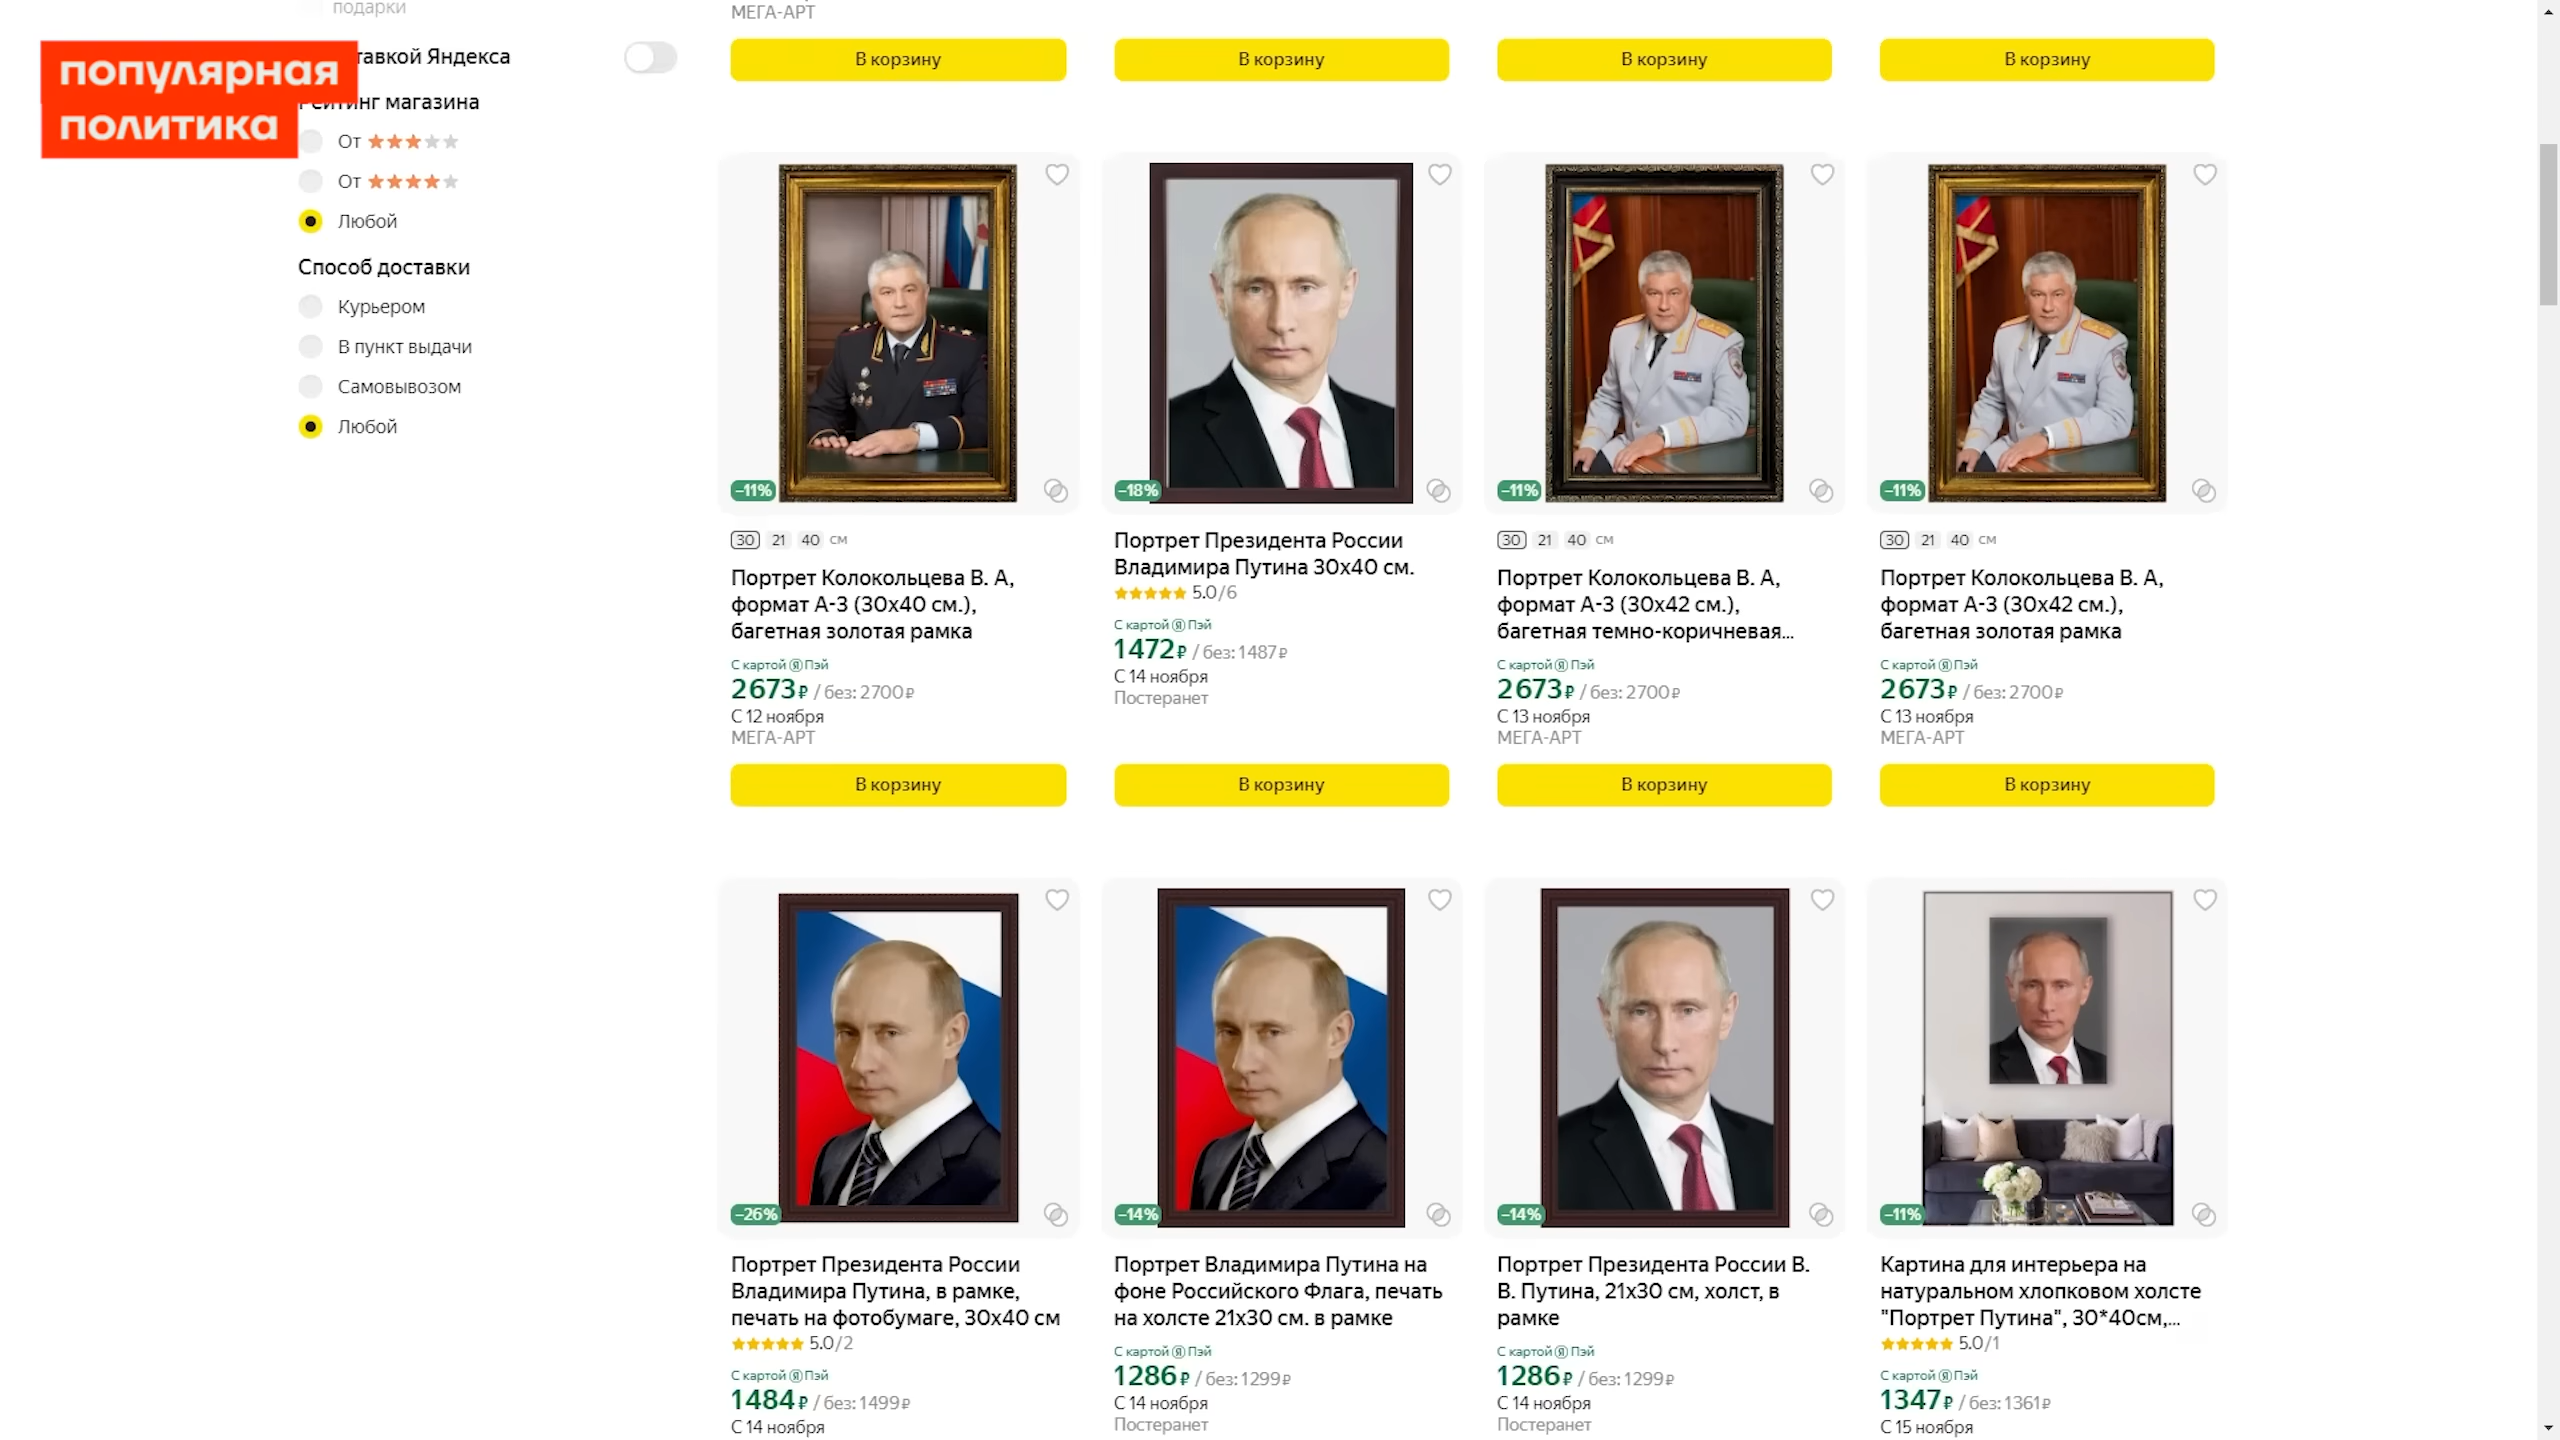 подарки
популярная
политика
тавкой Яндекса
Рейтинг магазина
От
От
Любой
Способ доставки
Курьером
В пункт выдачи
Самовывозом
Любой
МЕГА-АРТ
В корзину
В корзину
В корзину
В корзину
–11%
30 21 40 см
Портрет Колокольцева В. А,
формат А-3 (30х40 см.),
багетная золотая рамка
С картой Я Пэй
2673 ₽ / без: 2700 ₽
С 12 ноября
МЕГА-АРТ
В корзину
–18%
Портрет Президента России
Владимира Путина 30х40 см.
5.0/6
С картой Я Пэй
1472 ₽ / без: 1487 ₽
С 14 ноября
Постеранет
В корзину
–11%
30 21 40 см
Портрет Колокольцева В. А,
формат А-3 (30х42 см.),
багетная темно-коричневая...
С картой Я Пэй
2673 ₽ / без: 2700 ₽
С 13 ноября
МЕГА-АРТ
В корзину
–11%
30 21 40 см
Портрет Колокольцева В. А,
формат А-3 (30х42 см.),
багетная золотая рамка
С картой Я Пэй
2673 ₽ / без: 2700 ₽
С 13 ноября
МЕГА-АРТ
В корзину
–26%
Портрет Президента России
Владимира Путина, в рамке,
печать на фотобумаге, 30х40 см
5.0/2
С картой Я Пэй
1484 ₽ / без: 1499 ₽
С 14 ноября
–14%
Портрет Владимира Путина на
фоне Российского Флага, печать
на холсте 21х30 см. в рамке
С картой Я Пэй
1286 ₽ / без: 1299 ₽
С 14 ноября
Постеранет
–14%
Портрет Президента России В.
В. Путина, 21х30 см, холст, в
рамке
С картой Я Пэй
1286 ₽ / без: 1299 ₽
С 14 ноября
Постеранет
–11%
Картина для интерьера на
натуральном хлопковом холсте
"Портрет Путина", 30*40см,...
5.0/1
С картой Я Пэй
1347 ₽ / без: 1361 ₽
С 15 ноября